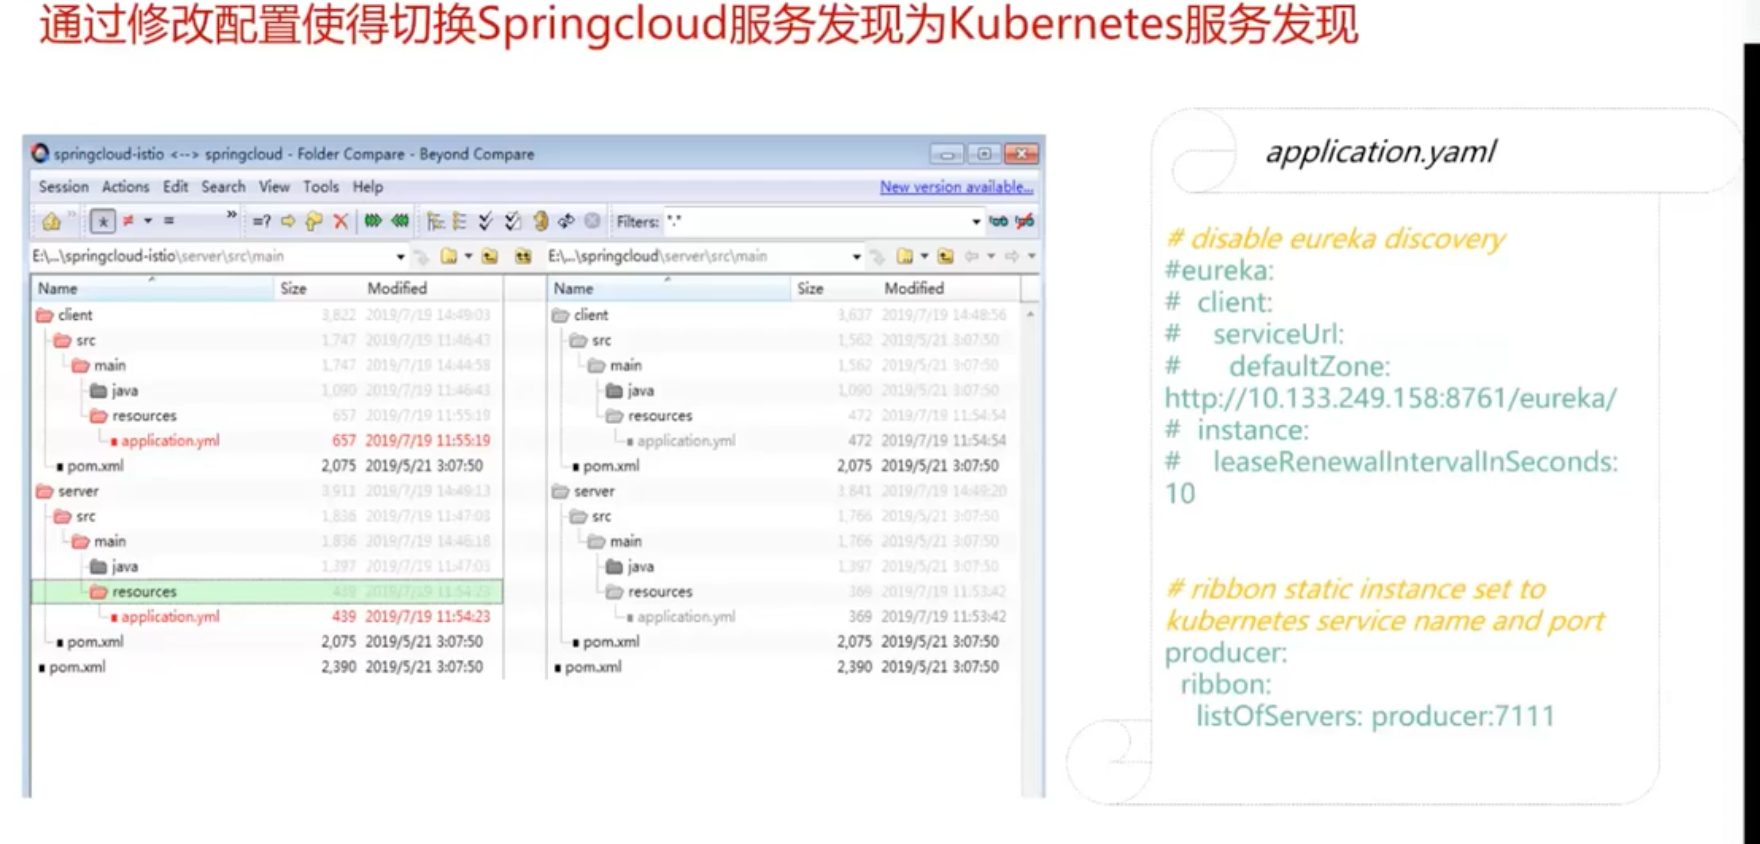 通过修改配置使得切换Springcloud服务发现为Kubernetes服务发现
springcloud-istio <--> springcloud - Folder Compare - Beyond Compare
Session Actions Edit Search View Tools Help New version available...
Filters: *.*
E:\...\springcloud-istio\server\src\main E:\...\springcloud\server\src\main
Name Size Modified Name Size Modified
client 3,822 2019/7/19 14:49:03 client 3,637 2019/7/19 14:48:56
src 1,747 2019/7/19 11:46:43 src 1,562 2019/5/21 3:07:50
main 1,747 2019/7/19 14:44:58 main 1,562 2019/5/21 3:07:50
java 1,090 2019/7/19 11:46:43 java 1,090 2019/5/21 3:07:50
resources 657 2019/7/19 11:55:19 resources 472 2019/7/19 11:54:54
application.yml 657 2019/7/19 11:55:19 application.yml 472 2019/7/19 11:54:54
pom.xml 2,075 2019/5/21 3:07:50 pom.xml 2,075 2019/5/21 3:07:50
server 3,911 2019/7/19 14:49:13 server 3,841 2019/7/19 14:49:20
src 1,836 2019/7/19 11:47:03 src 1,766 2019/5/21 3:07:50
main 1,836 2019/7/19 14:46:18 main 1,766 2019/5/21 3:07:50
java 1,397 2019/7/19 11:47:03 java 1,397 2019/5/21 3:07:50
resources 439 2019/7/19 11:54:23 resources 369 2019/7/19 11:53:42
application.yml 439 2019/7/19 11:54:23 application.yml 369 2019/7/19 11:53:42
pom.xml 2,075 2019/5/21 3:07:50 pom.xml 2,075 2019/5/21 3:07:50
pom.xml 2,390 2019/5/21 3:07:50 pom.xml 2,390 2019/5/21 3:07:50
application.yaml
# disable eureka discovery
#eureka:
# client:
# serviceUrl:
# defaultZone:
http://10.133.249.158:8761/eureka/
# instance:
# leaseRenewalIntervalInSeconds:
10
# ribbon static instance set to
kubernetes service name and port
producer:
ribbon:
listOfServers: producer:7111